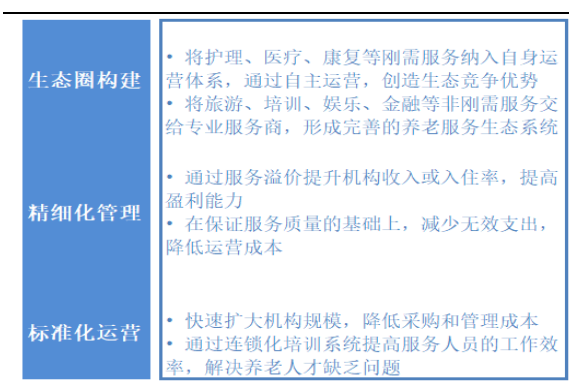 生态圈构建
• 将护理、医疗、康复等刚需服务纳入自身运
营体系，通过自主运营，创造生态竞争优势
• 将旅游、培训、娱乐、金融等非刚需服务交
给专业服务商，形成完善的养老服务生态系统
精细化管理
• 通过服务溢价提升机构收入或入住率，提高
盈利能力
• 在保证服务质量的基础上，减少无效支出，
降低运营成本
标准化运营
• 快速扩大机构规模，降低采购和管理成本
• 通过连锁化培训系统提高服务人员的工作效
率，解决养老人才缺乏问题